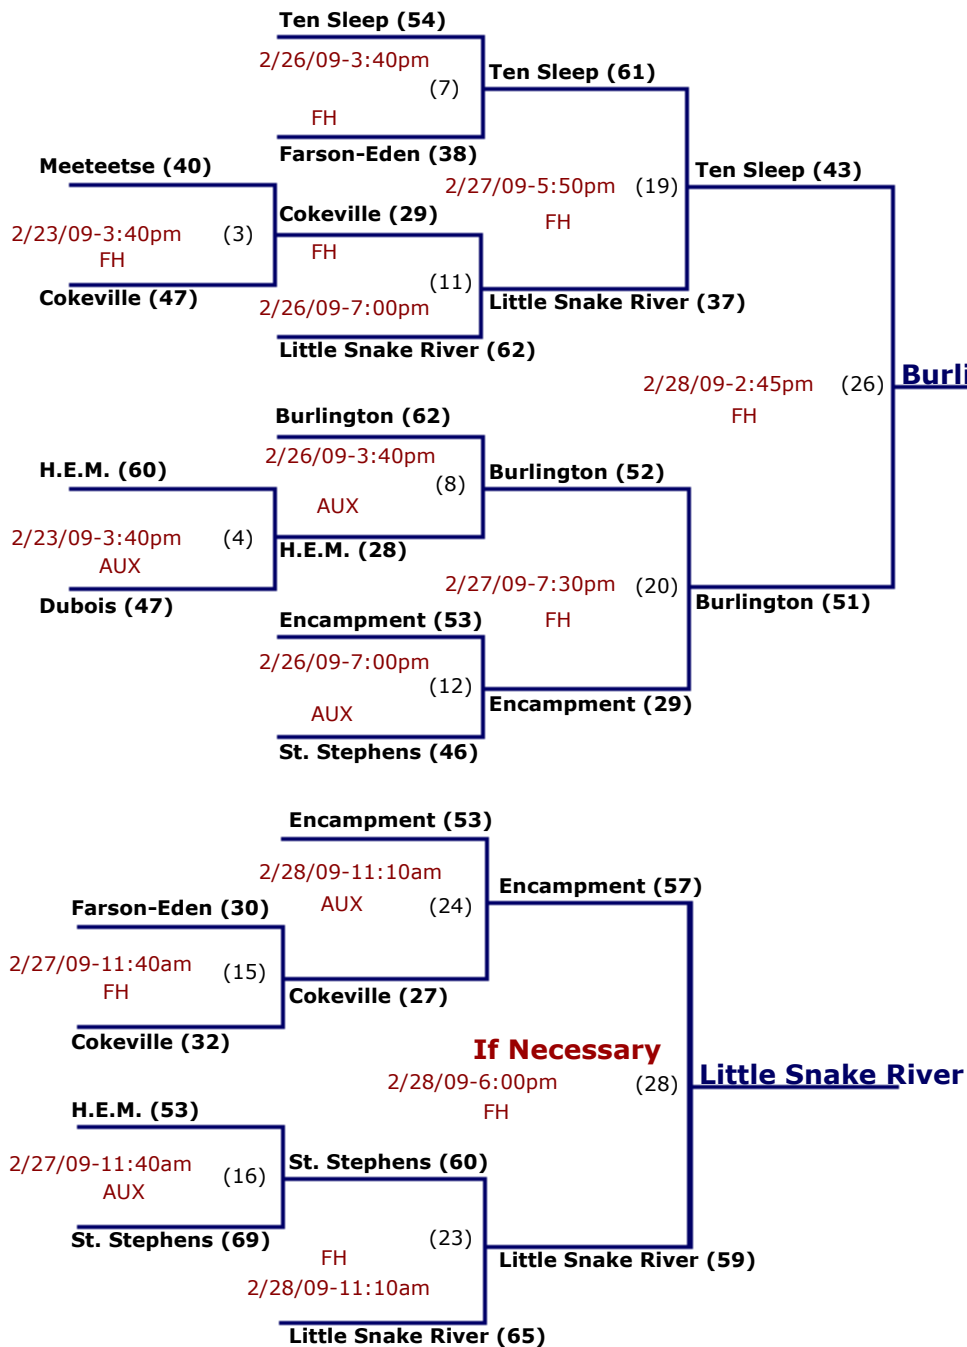 Ten Sleep (54)
2/26/09-3:40pm
(7)
FH
Farson-Eden (38)
Ten Sleep (61)
Meeteetse (40)
2/23/09-3:40pm
(3)
FH
Cokeville (47)
Cokeville (29)
FH
(11)
2/26/09-7:00pm
Little Snake River (62)
2/27/09-5:50pm
(19)
FH
Little Snake River (37)
Ten Sleep (43)
2/28/09-2:45pm
(26)
FH
Burli
Burlington (62)
2/26/09-3:40pm
(8)
AUX
H.E.M. (60)
2/23/09-3:40pm
(4)
AUX
Dubois (47)
H.E.M. (28)
Burlington (52)
2/27/09-7:30pm
(20)
FH
Burlington (51)
Encampment (53)
2/26/09-7:00pm
(12)
AUX
St. Stephens (46)
Encampment (29)
Encampment (53)
2/28/09-11:10am
AUX
(24)
Farson-Eden (30)
2/27/09-11:40am
(15)
FH
Cokeville (32)
Cokeville (27)
Encampment (57)
If Necessary
2/28/09-6:00pm
(28)
FH
Little Snake River
H.E.M. (53)
2/27/09-11:40am
(16)
AUX
St. Stephens (69)
St. Stephens (60)
(23)
FH
2/28/09-11:10am
Little Snake River (65)
Little Snake River (59)